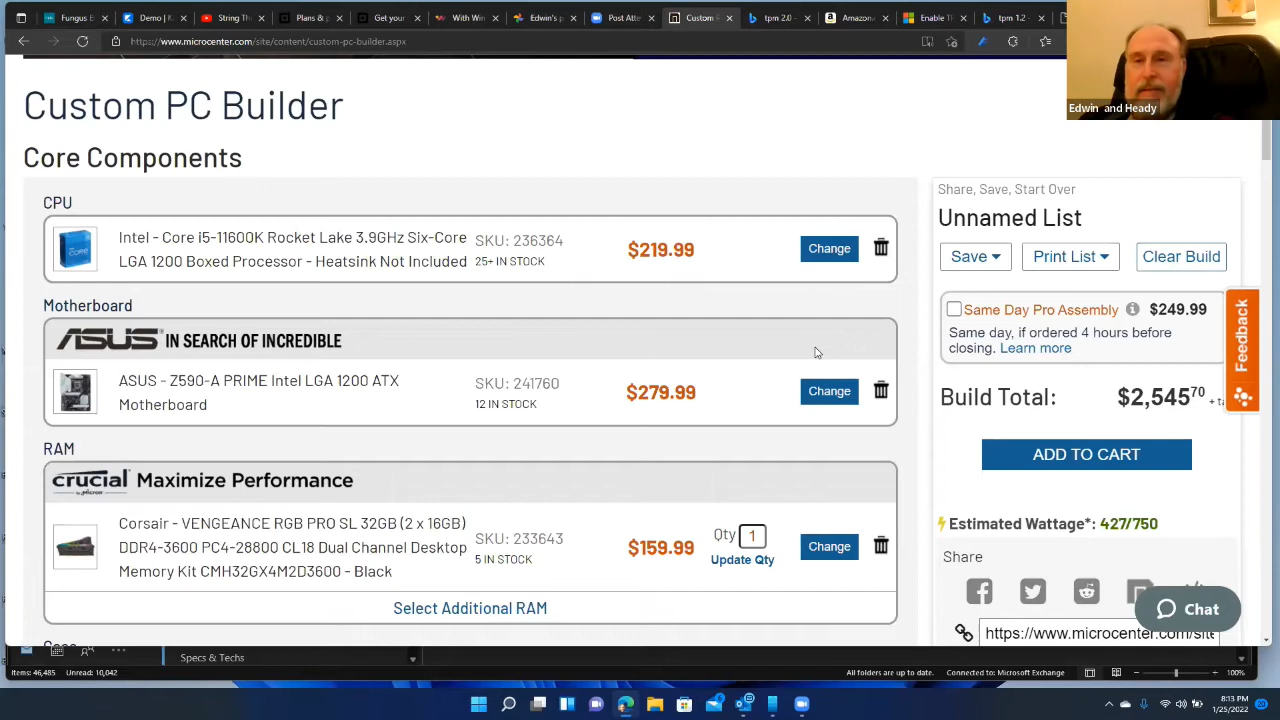 Fungus B
Demo | K
String Th
Plans & p
Get your
With Win
Edwin's p
Post Atte
Custom P
tpm 2.0 -
Amazon
Enable T
tpm 1.2 -
https://www.microcenter.com/site/content/custom-pc-builder.aspx
Edwin and Heady
Custom PC Builder
Core Components
CPU
Intel - Core i5-11600K Rocket Lake 3.9GHz Six-Core
LGA 1200 Boxed Processor - Heatsink Not Included
SKU: 236364
25+ IN STOCK
$219.99
Change
Motherboard
ASUS IN SEARCH OF INCREDIBLE
ASUS - Z590-A PRIME Intel LGA 1200 ATX
Motherboard
SKU: 241760
12 IN STOCK
$279.99
Change
RAM
crucial by Micron Maximize Performance
Corsair - VENGEANCE RGB PRO SL 32GB (2 x 16GB)
DDR4-3600 PC4-28800 CL18 Dual Channel Desktop
Memory Kit CMH32GX4M2D3600 - Black
SKU: 233643
5 IN STOCK
$159.99
Qty 1
Update Qty
Change
Select Additional RAM
Share, Save, Start Over
Unnamed List
Save
Print List
Clear Build
Same Day Pro Assembly $249.99
Same day, if ordered 4 hours before
closing. Learn more
Build Total: $2,545.70 + ta
ADD TO CART
Estimated Wattage*: 427/750
Share
https://www.microcenter.com/site
Chat
Feedback
Specs & Techs
Items: 46,485 Unread: 10,042
All folders are up to date.
Connected to: Microsoft Exchange
100%
8:13 PM
1/25/2022